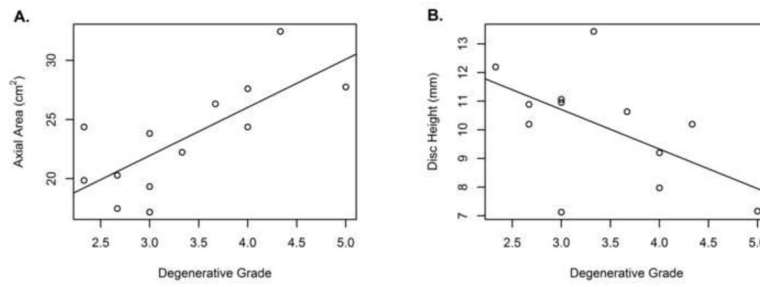 A.
Axial Area (cm²)
30
25
20
2.5 3.0 3.5 4.0 4.5 5.0
Degenerative Grade
B.
Disc Height (mm)
13
12
11
10
9
8
7
2.5 3.0 3.5 4.0 4.5 5.0
Degenerative Grade